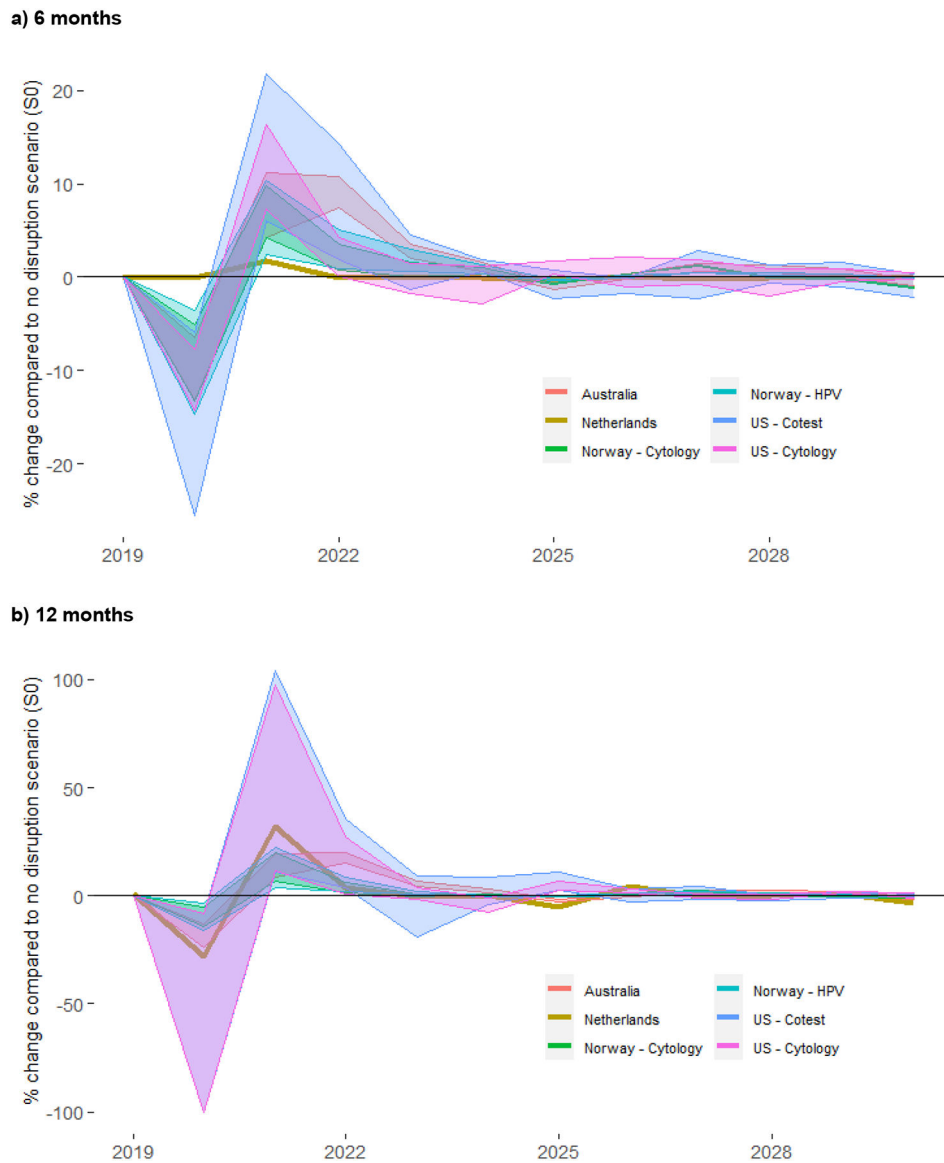 a) 6 months
% change compared to no disruption scenario (S0)
20
10
0
-10
-20
Australia
Netherlands
Norway - Cytology
Norway - HPV
US - Cotest
US - Cytology
2019
2022
2025
2028
b) 12 months
% change compared to no disruption scenario (S0)
100
50
0
-50
-100
Australia
Netherlands
Norway - Cytology
Norway - HPV
US - Cotest
US - Cytology
2019
2022
2025
2028